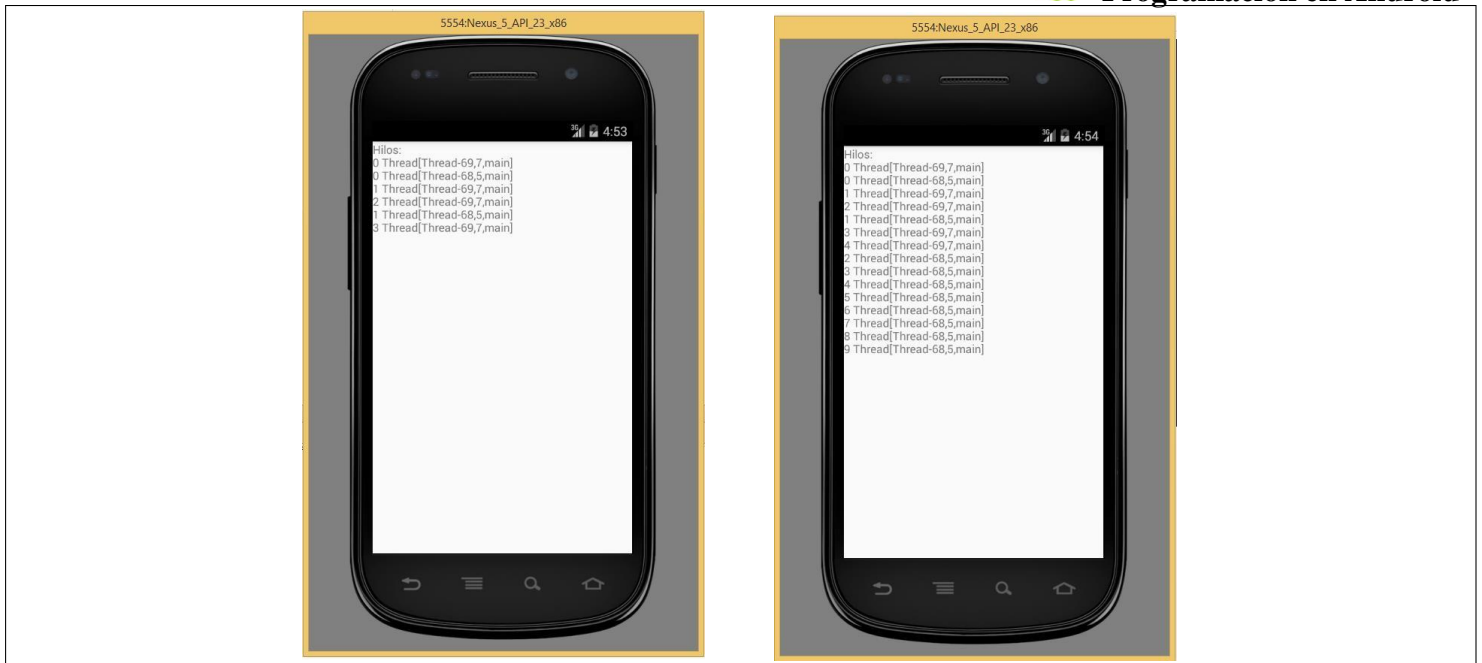 Programación en Android
5554:Nexus_5_API_23_x86
3G 4:53
Hilos:
0 Thread[Thread-69,7,main]
0 Thread[Thread-68,5,main]
1 Thread[Thread-69,7,main]
2 Thread[Thread-69,7,main]
1 Thread[Thread-68,5,main]
3 Thread[Thread-69,7,main]
5554:Nexus_5_API_23_x86
3G 4:54
Hilos:
0 Thread[Thread-69,7,main]
0 Thread[Thread-68,5,main]
1 Thread[Thread-69,7,main]
2 Thread[Thread-69,7,main]
1 Thread[Thread-68,5,main]
3 Thread[Thread-69,7,main]
4 Thread[Thread-69,7,main]
2 Thread[Thread-68,5,main]
3 Thread[Thread-68,5,main]
4 Thread[Thread-68,5,main]
5 Thread[Thread-68,5,main]
6 Thread[Thread-68,5,main]
7 Thread[Thread-68,5,main]
8 Thread[Thread-68,5,main]
9 Thread[Thread-68,5,main]